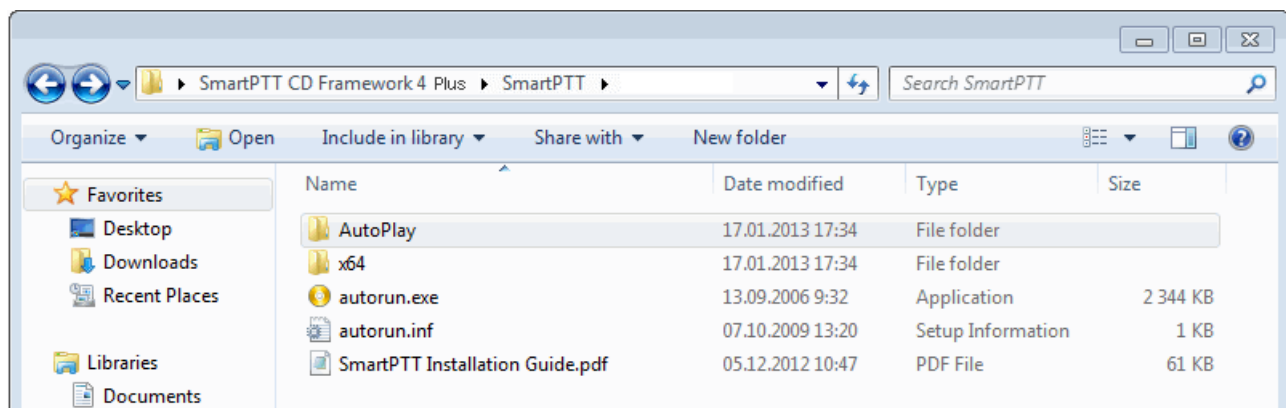 SmartPTT CD Framework 4 Plus SmartPTT Search SmartPTT
Organize Open Include in library Share with New folder
Name Date modified Type Size
Favorites
Desktop AutoPlay 17.01.2013 17:34 File folder
Downloads x64 17.01.2013 17:34 File folder
Recent Places autorun.exe 13.09.2006 9:32 Application 2 344 KB
autorun.inf 07.10.2009 13:20 Setup Information 1 KB
Libraries SmartPTT Installation Guide.pdf 05.12.2012 10:47 PDF File 61 KB
Documents